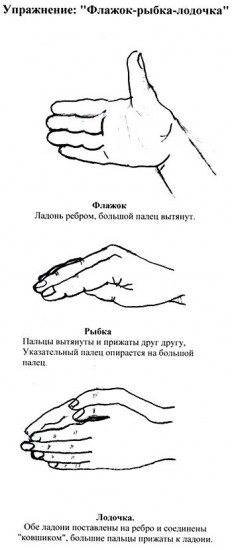 Упражнение: "Флажок-рыбка-лодочка"
Флажок
Ладонь ребром, большой палец вытянут.
Рыбка
Пальцы вытянуты и прижаты друг другу,
Указательный палец опирается на большой
палец.
Лодочка.
Обе ладони поставлены на ребро и соединены
"ковшиком", большие пальцы прижаты к ладони.